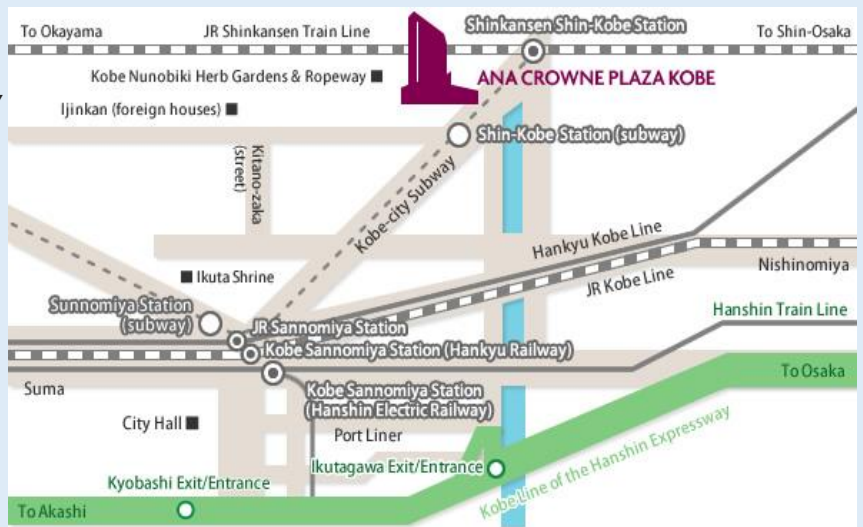 Shinkansen Shin-Kobe Station
To Okayama
JR Shinkansen Train Line
To Shin-Osaka
Kobe Nunobiki Herb Gardens & Ropeway
ANA CROWNE PLAZA KOBE
Ijinkan (foreign houses)
Shin-Kobe Station (subway)
Kitano-zaka
(street)
Kobe-city Subway
Hankyu Kobe Line
JR Kobe Line
Nishinomiya
Ikuta Shrine
Sunnomiya Station
(subway)
Hanshin Train Line
JR Sannomiya Station
Kobe Sannomiya Station (Hankyu Railway)
Suma
Kobe Sannomiya Station
(Hanshin Electric Railway)
To Osaka
City Hall
Port Liner
Ikutagawa Exit/Entrance
Kobe Line of the Hanshin Expressway
Kyobashi Exit/Entrance
To Akashi